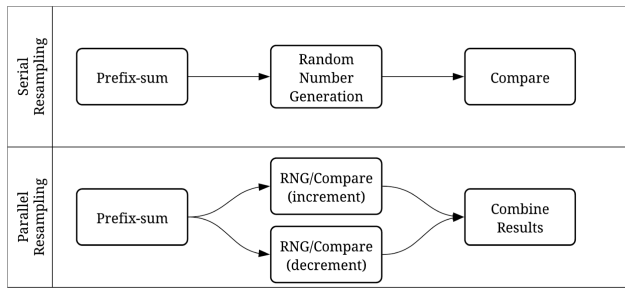 Serial
Resampling
Prefix-sum
Random
Number
Generation
Compare
Parallel
Resampling
Prefix-sum
RNG/Compare
(increment)
RNG/Compare
(decrement)
Combine
Results